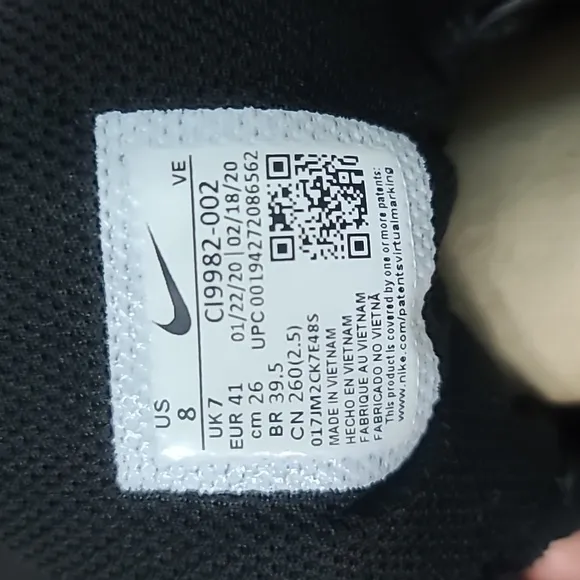 US
8
VE
UK 7
CI9982-002
EUR 41
01/22/20 | 02/18/20
cm 26
UPC 00194272086562
BR 39.5
CN 260(2.5)
017JM2CK7E48S
MADE IN VIETNAM
HECHO EN VIETNAM
FABRIQUE AU VIETNAM
FABRICADO NO VIETNÃ
This product is covered by one or more patents:
www.nike.com/patentsvirtualmarking